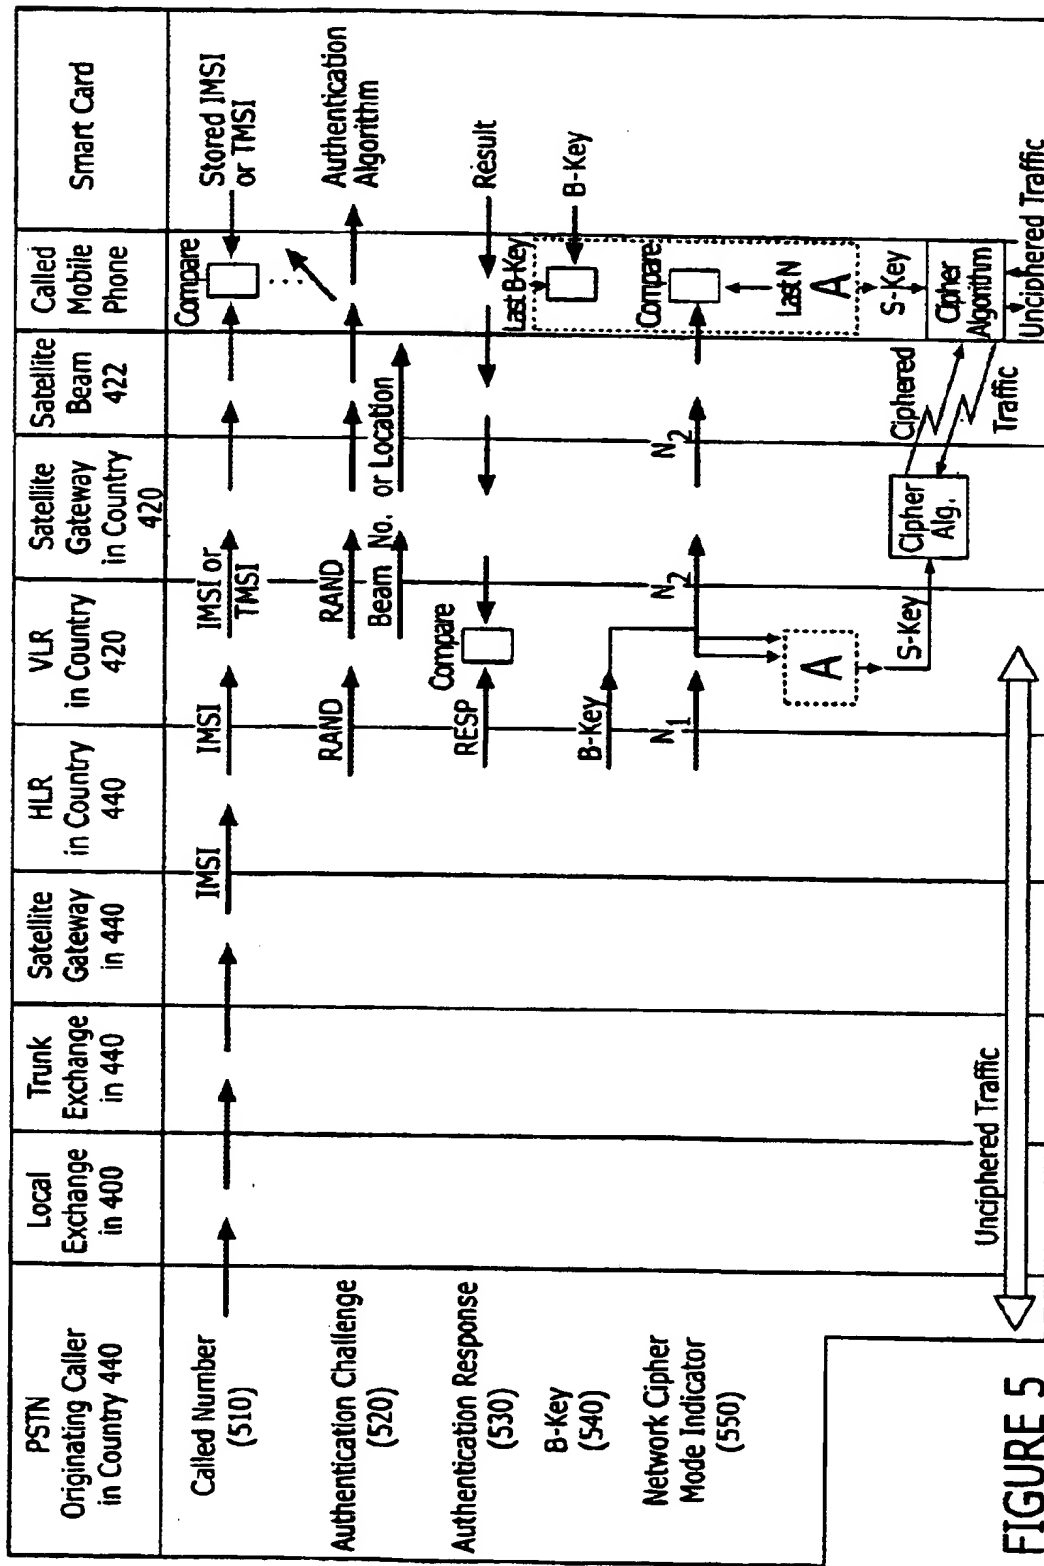 PSTN
Originating Caller
in Country 440
Local
Exchange
in 400
Trunk
Exchange
in 440
Satellite
Gateway
in 440
HLR
in Country
440
VLR
in Country
420
Satellite
Gateway
in Country
420
Satellite
Beam
422
Called
Mobile
Phone
Smart Card
Called Number
(510)
IMSI
IMSI
IMSI or
TMSI
Compare
Stored IMSI
or TMSI
Authentication Challenge
(520)
RAND
RAND
Authentication
Algorithm
Beam No. or Location
Authentication Response
(530)
RESP
Compare
Result
B-Key
(540)
B-Key
Last B-Key
B-Key
Network Cipher
Mode Indicator
(550)
N1
N2
N2
Compare
Last N
A
A
S-Key
S-Key
Cipher
Alg.
Ciphered
Traffic
Cipher
Algorithm
Unciphered Traffic
Unciphered Traffic
FIGURE 5